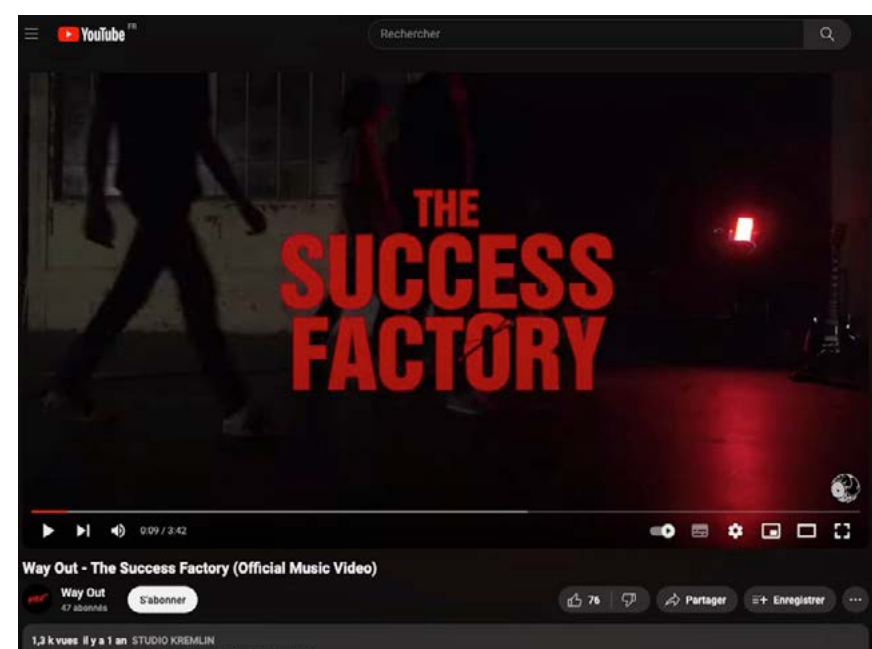 YouTube FR
Rechercher
THE
SUCCESS
FACTORY
0:09 / 3:42
Way Out - The Success Factory (Official Music Video)
Way Out
47 abonnés
S'abonner
76
Partager
Enregistrer
1,3 k vues il y a 1 an STUDIO KREMLIN